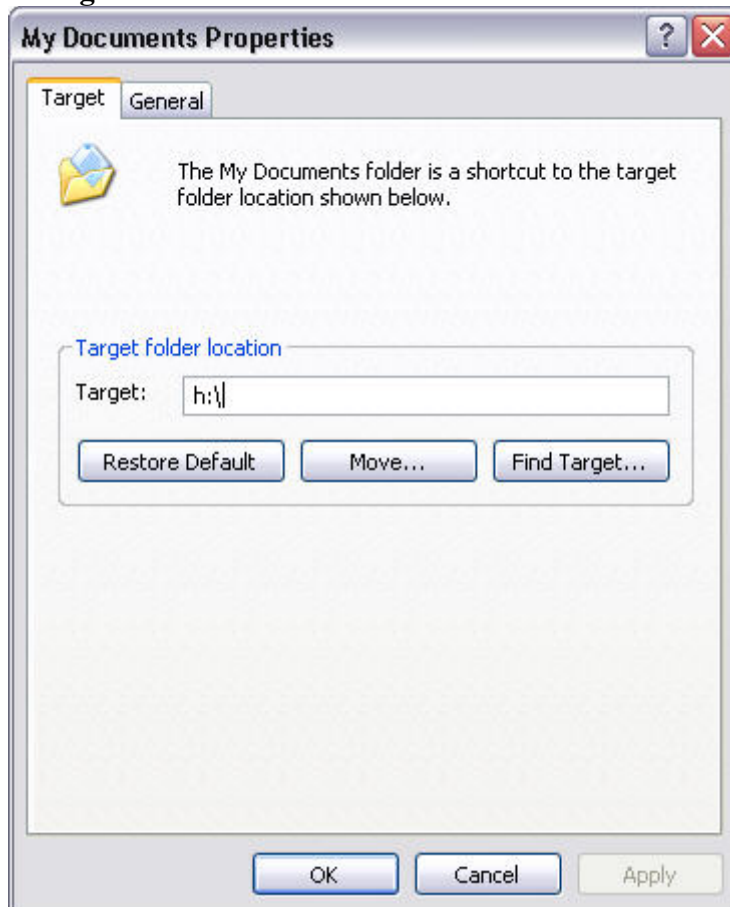 My Documents Properties
Target General
The My Documents folder is a shortcut to the target
folder location shown below.
Target folder location
Target: h:\
Restore Default Move... Find Target...
OK Cancel Apply